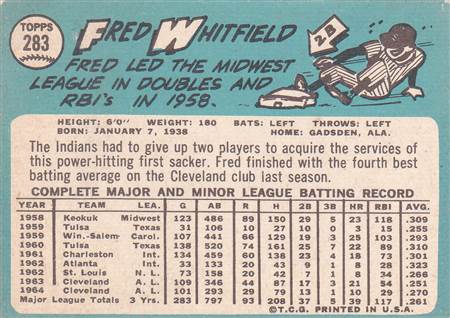 TOPPS
283
FRED WHITFIELD
2B
FRED LED THE MIDWEST
LEAGUE IN DOUBLES AND
RBI's IN 1958.
HEIGHT: 6'0" WEIGHT: 180 BATS: LEFT THROWS: LEFT
BORN: JANUARY 7, 1938 HOME: GADSDEN, ALA.
The Indians had to give up two players to acquire the services of
this power-hitting first sacker. Fred finished with the fourth best
batting average on the Cleveland club last season.
COMPLETE MAJOR AND MINOR LEAGUE BATTING RECORD
YEAR TEAM LEA. G AB R H 2B 3B HR RBI AVG.
1958 Keokuk Midwest 123 486 89 150 29 5 23 118 .309
1959 Tulsa Texas 31 106 10 27 10 0 3 15 .255
1959 Win.-Salem Carol. 441 66 129 19 3 25 103 .293
1960 Tulsa Texas 138 520 74 161 25 7 22 89 .310
1961 Charleston Int. 134 459 60 138 23 4 18 .301
1962 Atlanta Int. 33 133 20 43 8 2 8 .323
1962 St. Louis N.L. 73 158 20 42 7 1 8 34 .266
1963 Cleveland A.L. 109 346 44 87 17 3 21 54 .251
1964 Cleveland A.L. 101 293 29 79 13 1 10 29 .270
Major League Totals 3 Yrs. 283 797 93 208 37 5 39 117 .261
©T.C.G. PRINTED IN U.S.A.